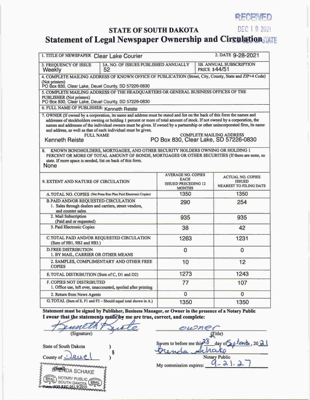 RECEIVED
DEC 1 0 2021
STATE OF SOUTH DAKOTA
Statement of Legal Newspaper Ownership and Circulation
1. TITLE OF NEWSPAPER Clear Lake Courier
2. DATE 9-28-2021
3. FREQUENCY OF ISSUE
Weekly
3A. NO. OF ISSUES PUBLISHED ANNUALLY
52
3B. ANNUAL SUBSCRIPTION
PRICE $44/51
4. COMPLETE MAILING ADDRESS OF KNOWN OFFICE OF PUBLICATION (Street, City, County, State and ZIP+4 Code)
(Not printers)
PO Box 830, Clear Lake, Deuel County, SD 57226-0830
5. COMPLETE MAILING ADDRESS OF THE HEADQUARTERS OR GENERAL BUSINESS OFFICES OF THE
PUBLISHER (Not printers)
PO Box 830, Clear Lake, Deuel County, SD 57226-0830
6. FULL NAME OF PUBLISHER: Kenneth Reiste
7. OWNER (If owned by a corporation, its name and address must be stated and list on the back of this form the names and
addresses of stockholders owning or holding 1 percent or more of total amount of stock. If not owned by a corporation, the
names and addresses of the individual owners must be given. If owned by a partnership or other unincorporated firm, its name
and address, as well as that of each individual must be given.
FULL NAME
COMPLETE MAILING ADDRESS
Kenneth Reiste
PO Box 830, Clear Lake, SD 57226-0830
8. KNOWN BONDHOLDERS, MORTGAGES, AND OTHER SECURITY HOLDERS OWNING OR HOLDING 1
PERCENT OR MORE OF TOTAL AMOUNT OF BONDS, MORTGAGES OR OTHER SECURITIES (If there are none, so
state. If more space is needed, list on back of this form)
None
9. EXTENT AND NATURE OF CIRCULATION
AVERAGE NO. COPIES
EACH
ISSUED PRECEDING 12
MONTHS
ACTUAL NO. COPIES
ISSUED
NEAREST TO FILING DATE
A. TOTAL NO. COPIES (Net Press Run Plus Paid Electronic Copies) 1350 1350
B. PAID AND/OR REQUESTED CIRCULATION
1. Sales through dealers and carriers, street vendors,
and counter sales. 290 254
2. Mail Subscription
(Paid and or requested) 935 935
3. Paid Electronic Copies 38 42
C. TOTAL PAID AND/OR REQUESTED CIRCULATION
(Sum of 9B1, 9B2 and 9B3.) 1263 1231
D. FREE DISTRIBUTION
1. BY MAIL, CARRIER OR OTHER MEANS 0 0
2. SAMPLES, COMPLIMENTARY AND OTHER FREE
COPIES 10 12
E. TOTAL DISTRIBUTION (Sum of C, D1 and D2) 1273 1243
F. COPIES NOT DISTRIBUTED
1. Office use, left over, unaccounted, spoiled after printing 77 107
2. Return from News Agents 0 0
G. TOTAL (Sum of E, F1 and F2 - Should equal total shown in A.) 1350 1350
Statement must be signed by Publisher, Business Manager, or Owner in the presence of a Notary Public
I swear that the statements made by me are true, correct, and complete:
Kenneth Reiste
owner
(Signature)
(Title)
State of South Dakota )
§
County of Deuel )
Sworn to before me this 28 day of September, 2021
Brenda Schake
Notary Public
My commission expires: 9-21-27
BRENDA SCHAKE
NOTARY PUBLIC
SOUTH DAKOTA